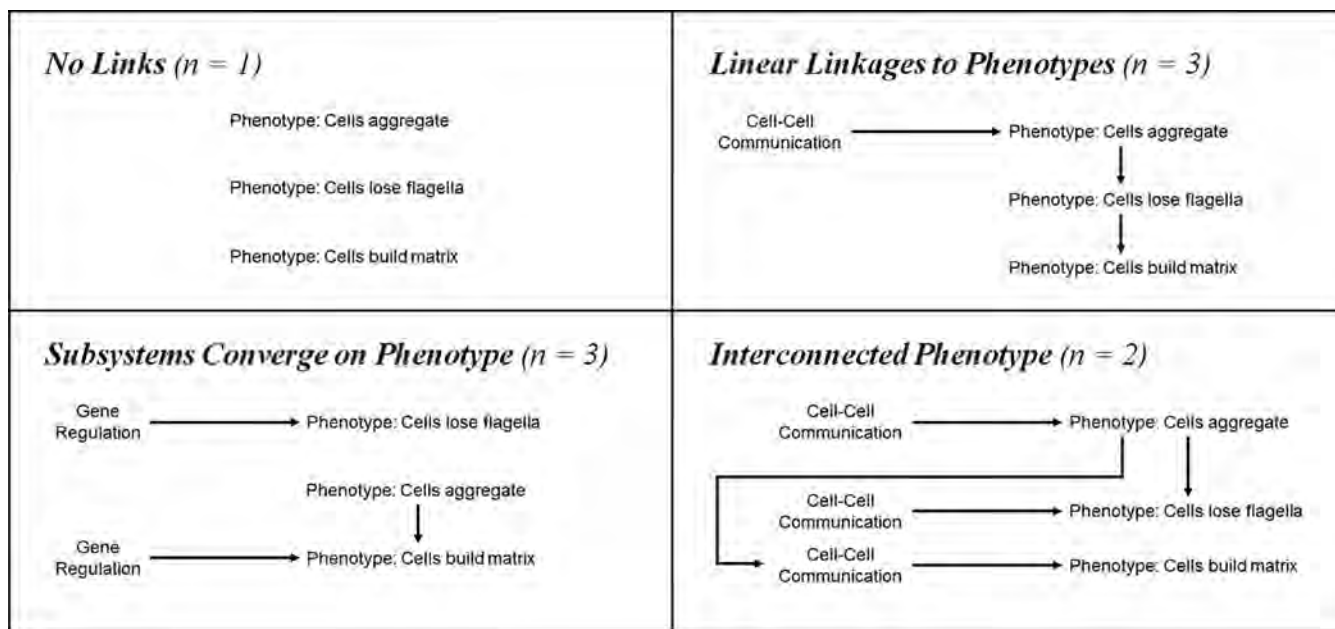 No Links (n = 1)
Phenotype: Cells aggregate
Phenotype: Cells lose flagella
Phenotype: Cells build matrix
Linear Linkages to Phenotypes (n = 3)
Cell-Cell
Communication
Phenotype: Cells aggregate
Phenotype: Cells lose flagella
Phenotype: Cells build matrix
Subsystems Converge on Phenotype (n = 3)
Gene
Regulation
Phenotype: Cells lose flagella
Phenotype: Cells aggregate
Gene
Regulation
Phenotype: Cells build matrix
Interconnected Phenotype (n = 2)
Cell-Cell
Communication
Phenotype: Cells aggregate
Cell-Cell
Communication
Phenotype: Cells lose flagella
Cell-Cell
Communication
Phenotype: Cells build matrix